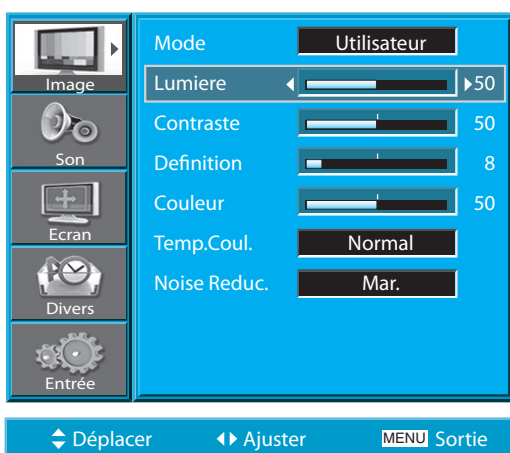 Image
Son
Ecran
Divers
Entrée
Mode Utilisateur
Lumiere 50
Contraste 50
Definition 8
Couleur 50
Temp.Coul. Normal
Noise Reduc. Mar.
Déplacer Ajuster MENU Sortie